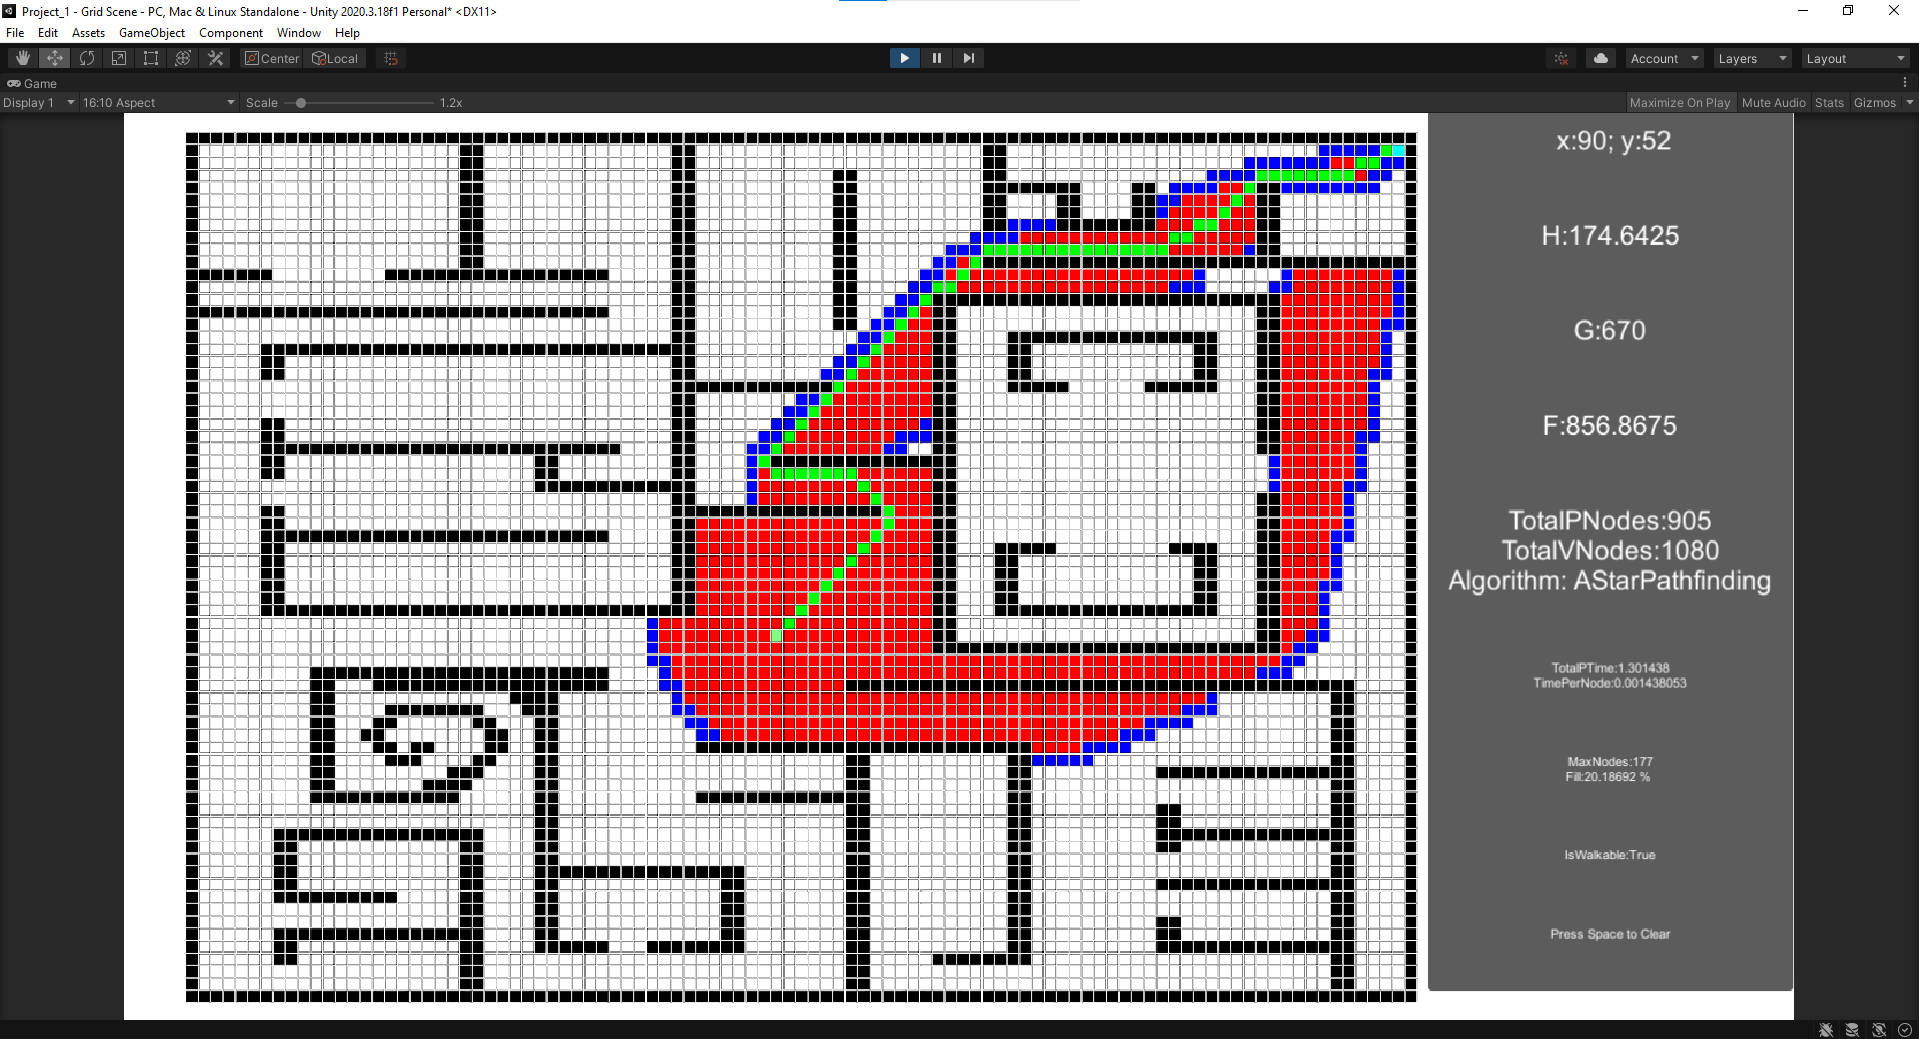 Project_1 - Grid Scene - PC, Mac & Linux Standalone - Unity 2020.3.18f1 Personal* <DX11>
File Edit Assets GameObject Component Window Help
Center Local Account Layers Layout
Game
Display 1 16:10 Aspect Scale 1.2x Maximize On Play Mute Audio Stats Gizmos
x:90; y:52
H:174.6425
G:670
F:856.8675
TotalPNodes:905
TotalVNodes:1080
Algorithm: AStarPathfinding
TotalPTime:1.301438
TimePerNode:0.001438053
MaxNodes:177
Fill:20.18692 %
IsWalkable:True
Press Space to Clear